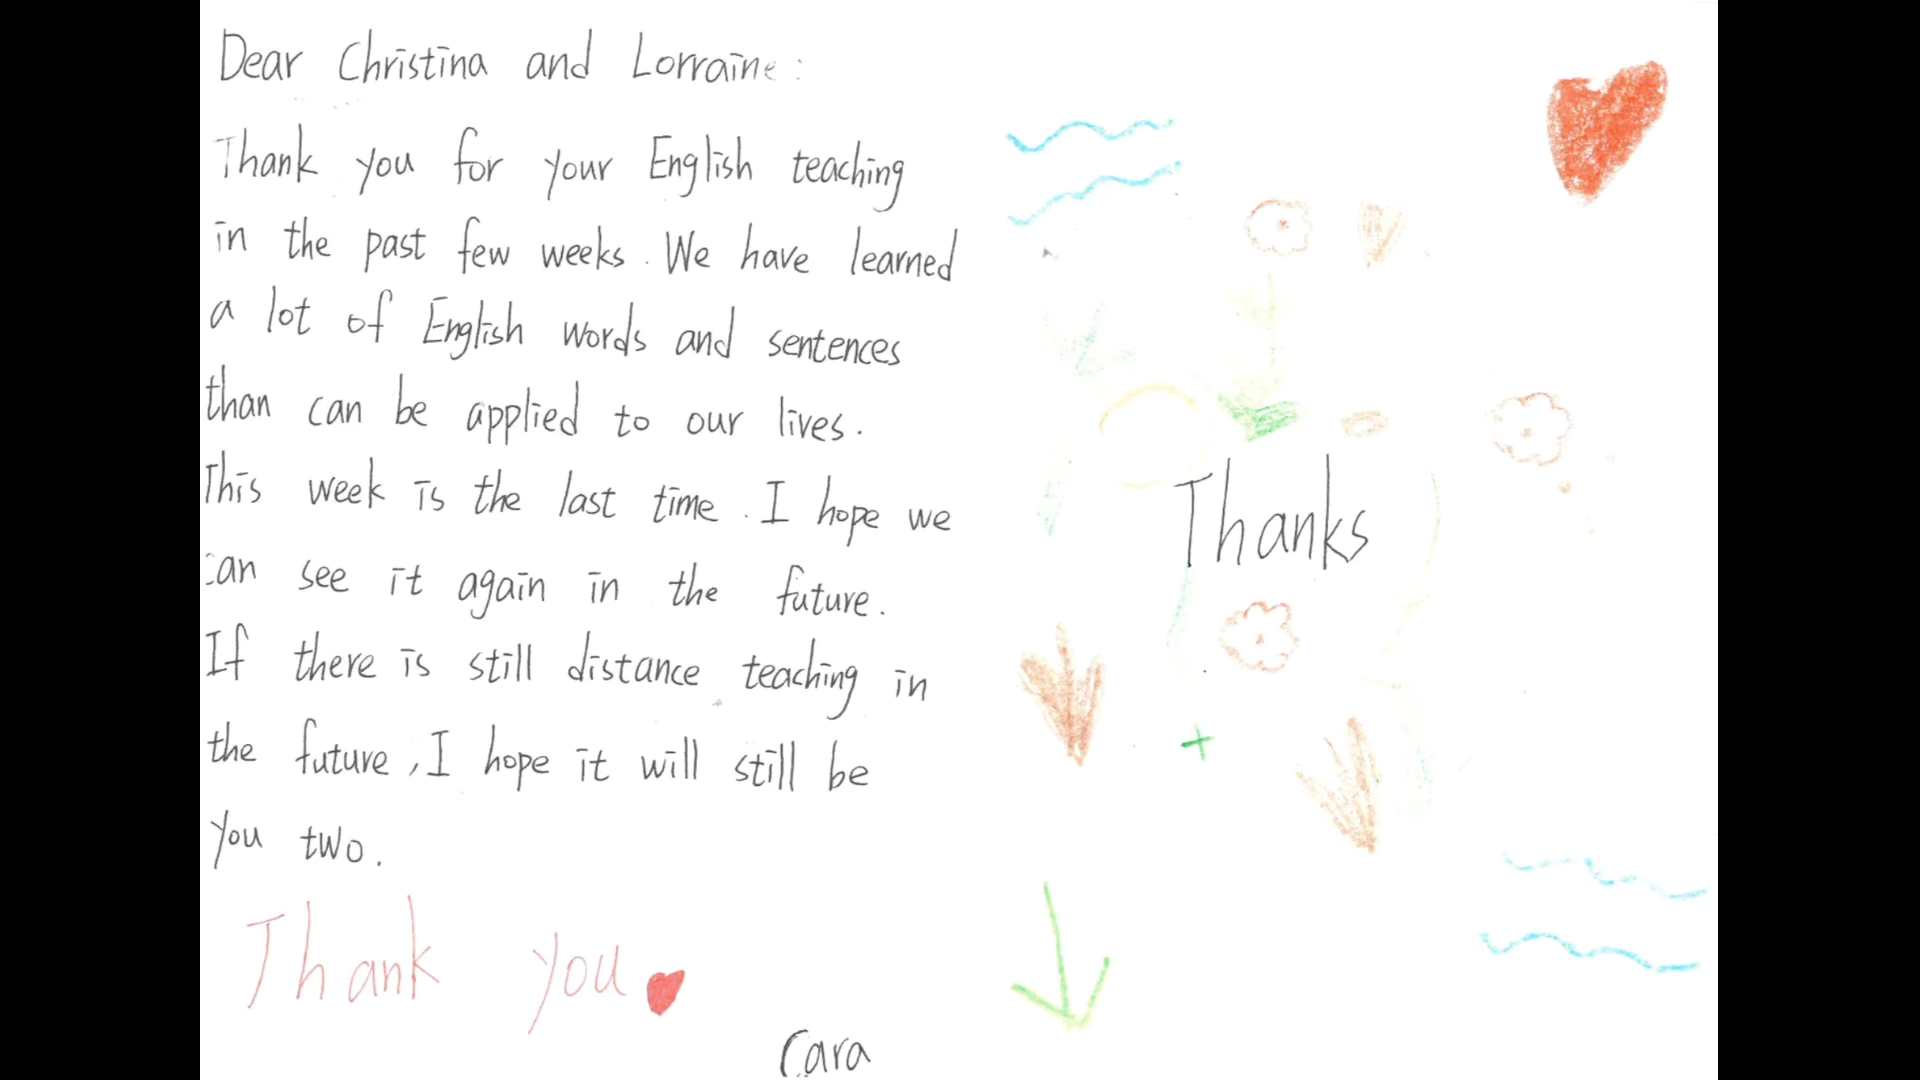 Dear Christina and Lorraine:
Thank you for your English teaching
in the past few weeks. We have learned
a lot of English words and sentences
than can be applied to our lives.
This week is the last time. I hope we
can see it again in the future.
If there is still distance teaching in
the future, I hope it will still be
you two.
Thank you
Cara
Thanks